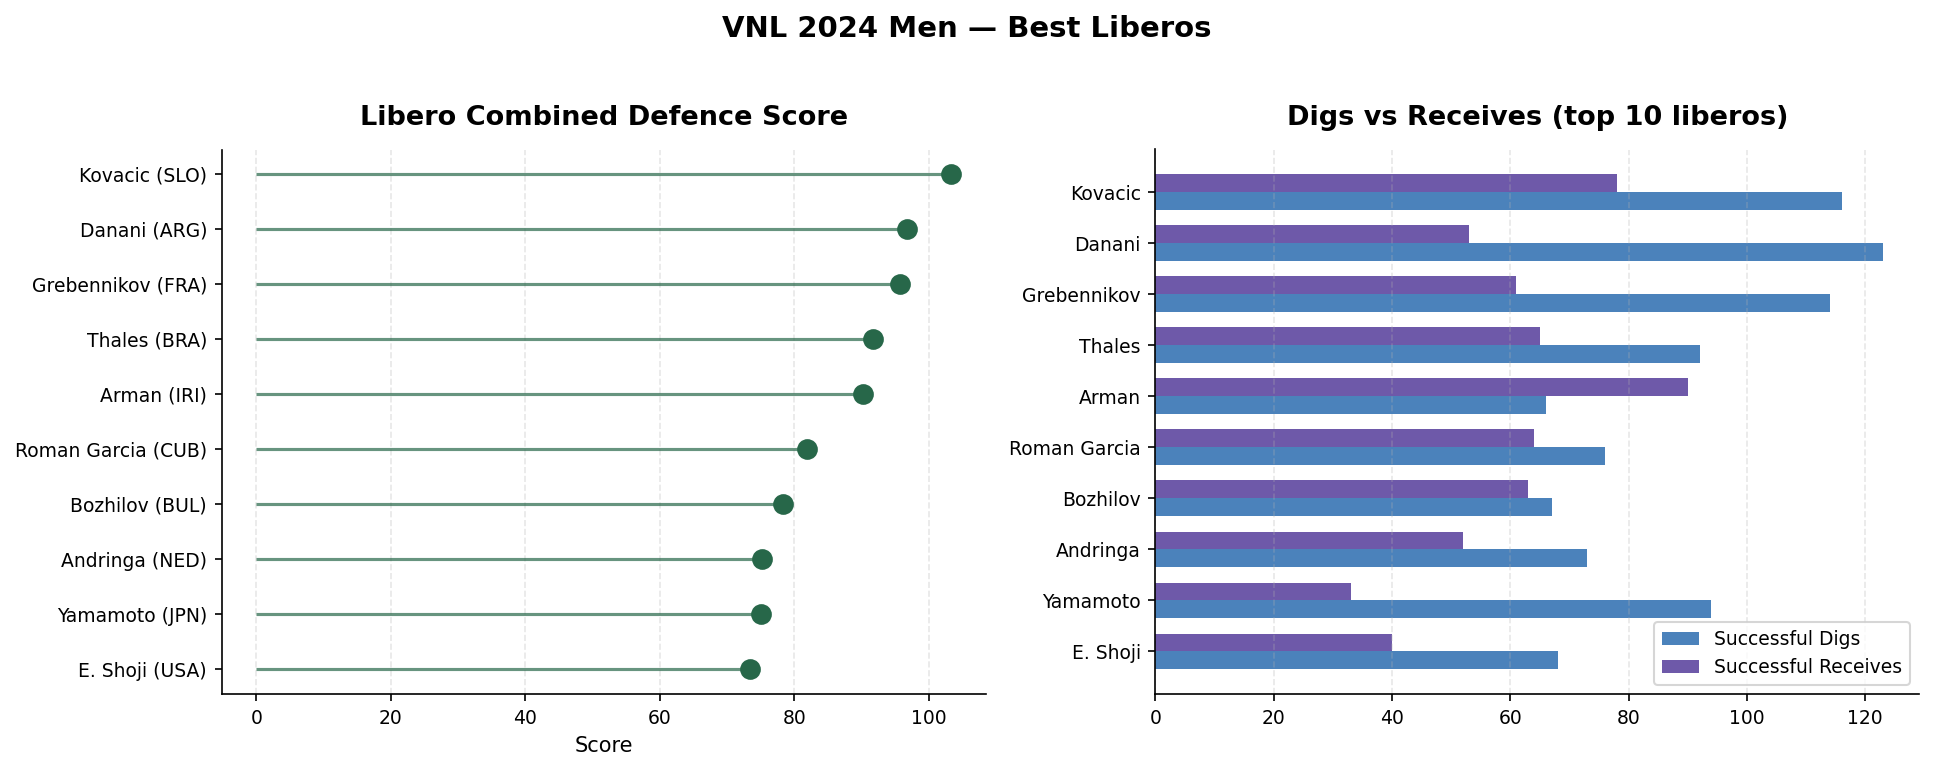 VNL 2024 Men — Best Liberos
Libero Combined Defence Score
Kovacic (SLO)
Danani (ARG)
Grebennikov (FRA)
Thales (BRA)
Arman (IRI)
Roman Garcia (CUB)
Bozhilov (BUL)
Andringa (NED)
Yamamoto (JPN)
E. Shoji (USA)
0 20 40 60 80 100
Score
Digs vs Receives (top 10 liberos)
Kovacic
Danani
Grebennikov
Thales
Arman
Roman Garcia
Bozhilov
Andringa
Yamamoto
E. Shoji
Successful Digs
Successful Receives
0 20 40 60 80 100 120